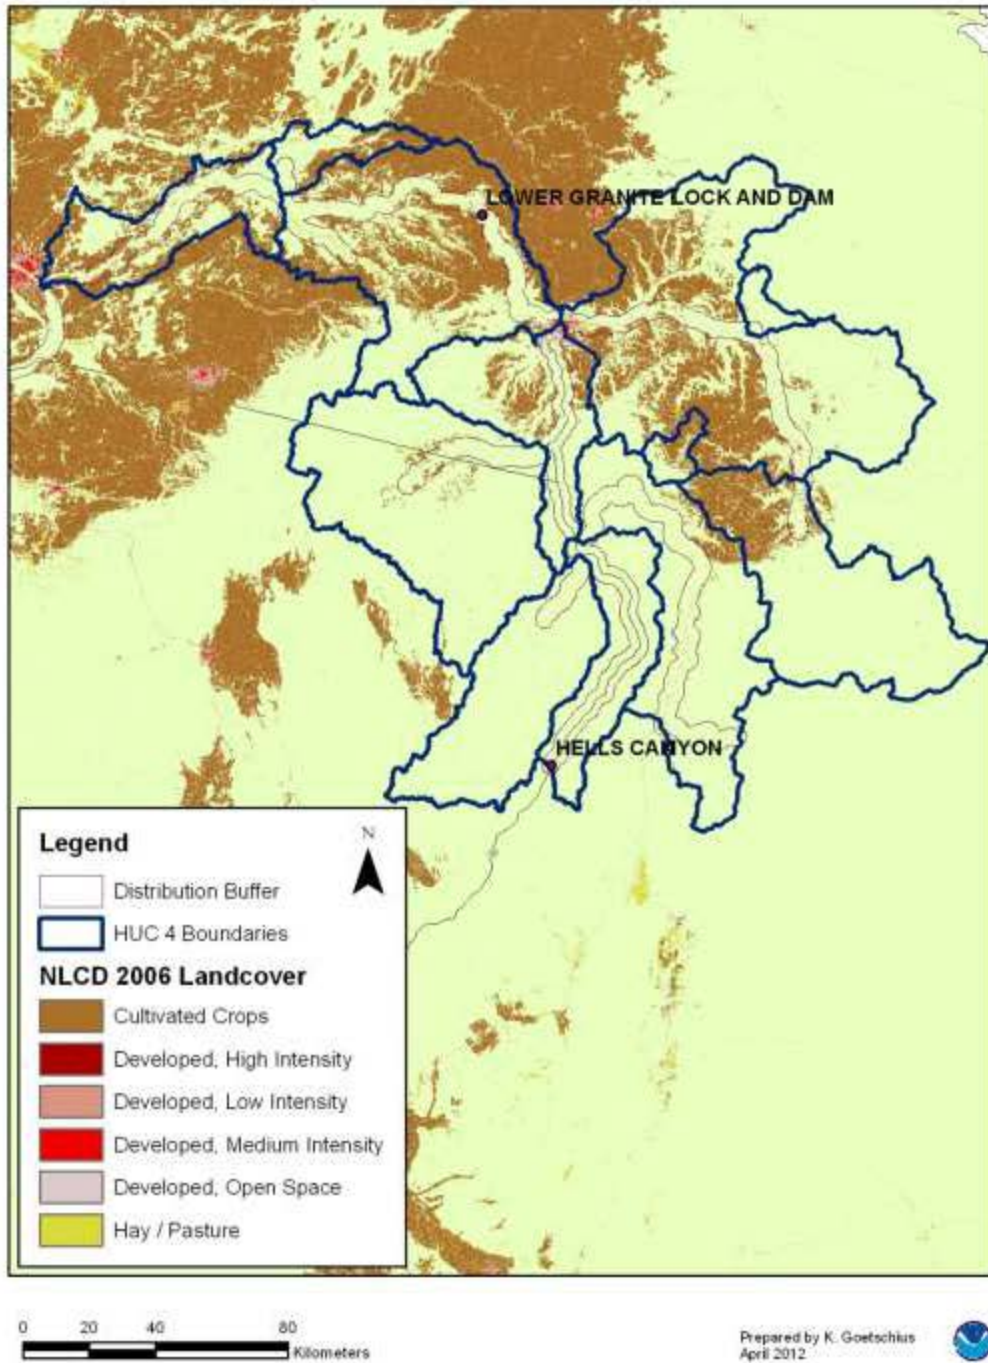 LOWER GRANITE LOCK AND DAM
HELLS CANYON
Legend
N
Distribution Buffer
HUC 4 Boundaries
NLCD 2006 Landcover
Cultivated Crops
Developed, High Intensity
Developed, Low Intensity
Developed, Medium Intensity
Developed, Open Space
Hay / Pasture
0 20 40 80
Kilometers
Prepared by K. Goetschius
April 2012